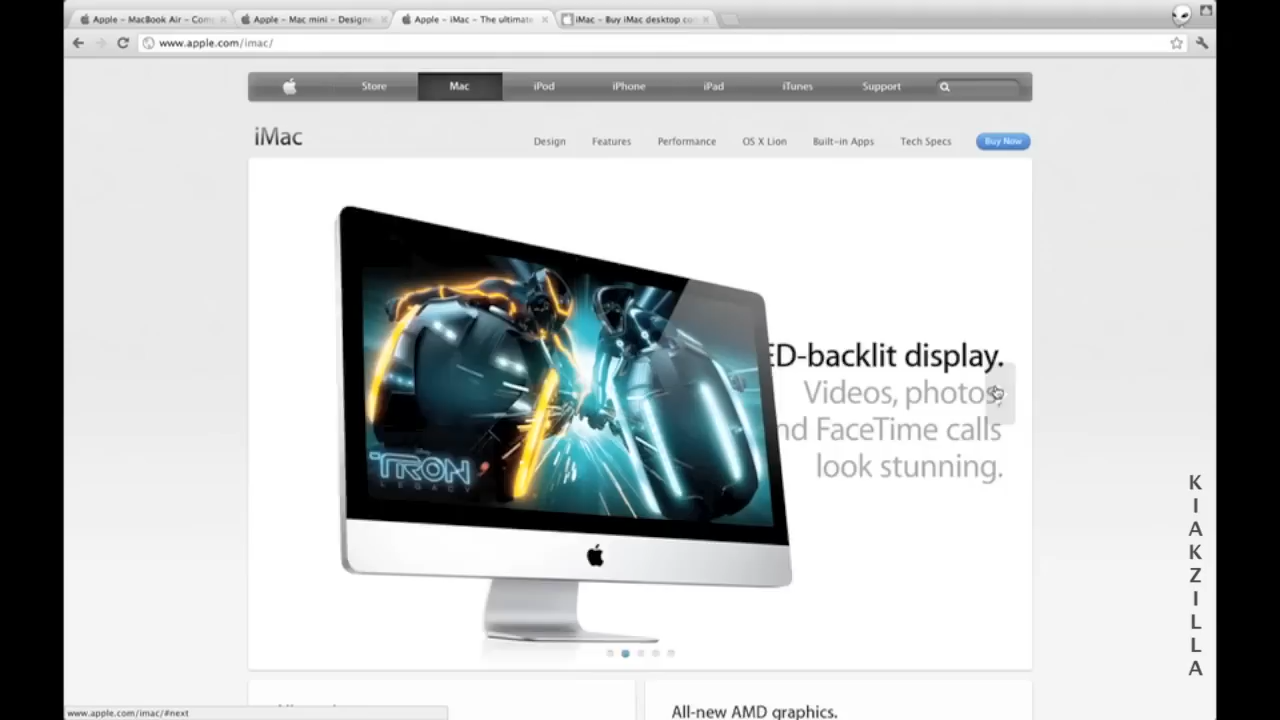 Apple – MacBook Air – Com
Apple – Mac mini – Designe
Apple – iMac – The ultimate
iMac – Buy iMac desktop co
www.apple.com/imac/
Store
Mac
iPod
iPhone
iPad
iTunes
Support
iMac
Design
Features
Performance
OS X Lion
Built-in Apps
Tech Specs
Buy Now
ED-backlit display.
Videos, photos,
nd FaceTime calls
look stunning.
TRON
LEGACY
All-new AMD graphics.
www.apple.com/imac/#next
KIAKZILLA